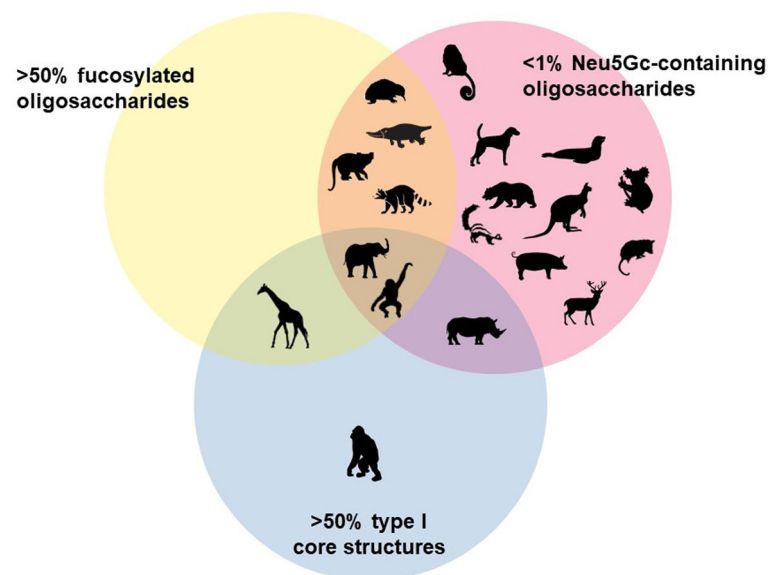 >50% fucosylated
oligosaccharides
<1% Neu5Gc-containing
oligosaccharides
>50% type I
core structures